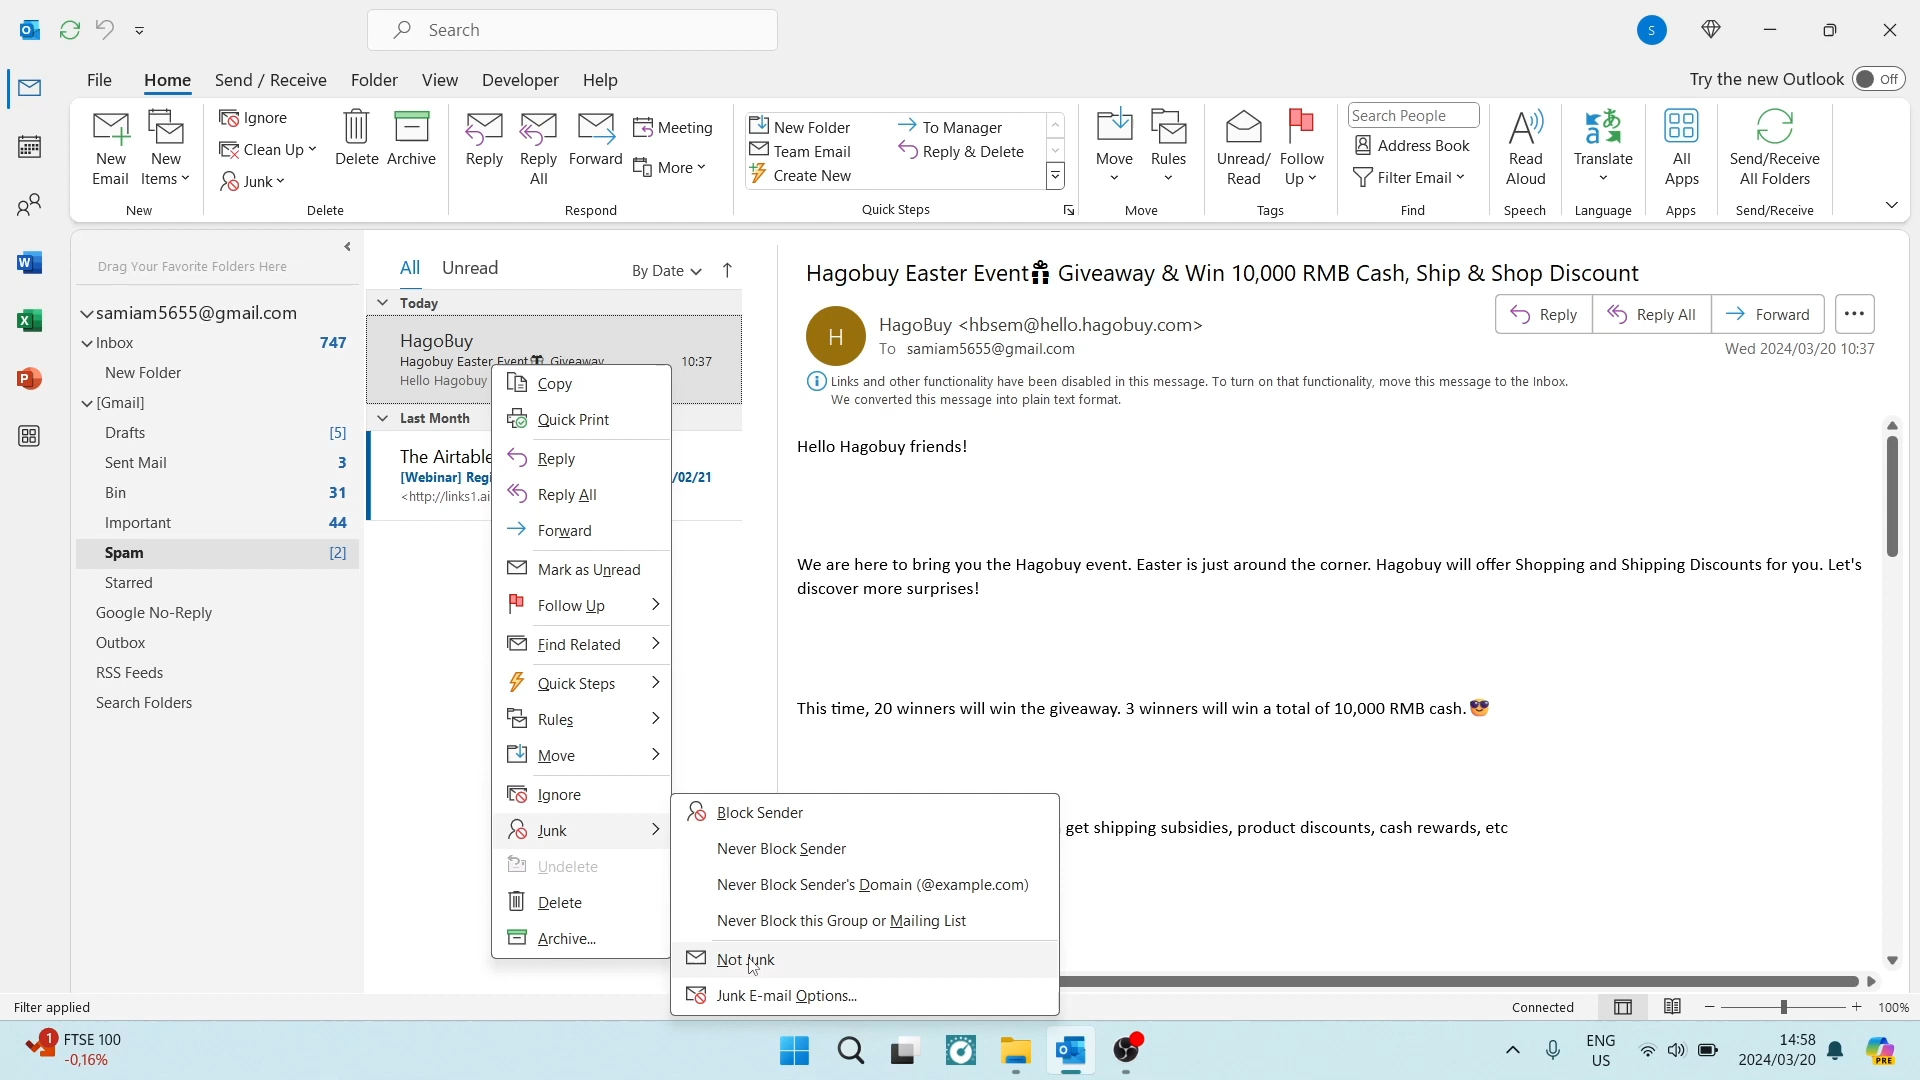 Search
S
File Home Send / Receive Folder View Developer Help
Try the new Outlook Off
New Email
New Items
New
Ignore
Clean Up
Junk
Delete
Archive
Delete
Reply
Reply All
Forward
Meeting
More
Respond
New Folder
Team Email
Create New
To Manager
Reply & Delete
Quick Steps
Move
Rules
Move
Unread/ Read
Follow Up
Tags
Search People
Address Book
Filter Email
Find
Read Aloud
Speech
Translate
Language
All Apps
Apps
Send/Receive All Folders
Send/Receive
Drag Your Favorite Folders Here
samiam5655@gmail.com
Inbox 747
New Folder
[Gmail]
Drafts [5]
Sent Mail 3
Bin 31
Important 44
Spam [2]
Starred
Google No-Reply
Outbox
RSS Feeds
Search Folders
All Unread By Date
Today
HagoBuy
Hagobuy Easter Event🎁 Giveaway 10:37
Hello Hagobuy
Last Month
The Airtable
[Webinar] Regi /02/21
<http://links1.ai
Copy
Quick Print
Reply
Reply All
Forward
Mark as Unread
Follow Up
Find Related
Quick Steps
Rules
Move
Ignore
Junk
Undelete
Delete
Archive...
Block Sender
Never Block Sender
Never Block Sender's Domain (@example.com)
Never Block this Group or Mailing List
Not Junk
Junk E-mail Options...
Hagobuy Easter Event🎁 Giveaway & Win 10,000 RMB Cash, Ship & Shop Discount
H
HagoBuy <hbsem@hello.hagobuy.com>
To samiam5655@gmail.com
Reply Reply All Forward
Wed 2024/03/20 10:37
Links and other functionality have been disabled in this message. To turn on that functionality, move this message to the Inbox.
We converted this message into plain text format.
Hello Hagobuy friends!
We are here to bring you the Hagobuy event. Easter is just around the corner. Hagobuy will offer Shopping and Shipping Discounts for you. Let's
discover more surprises!
This time, 20 winners will win the giveaway. 3 winners will win a total of 10,000 RMB cash.😎
get shipping subsidies, product discounts, cash rewards, etc
Filter applied
Connected
100%
1
FTSE 100
-0,16%
ENG
US
14:58
2024/03/20
PRE